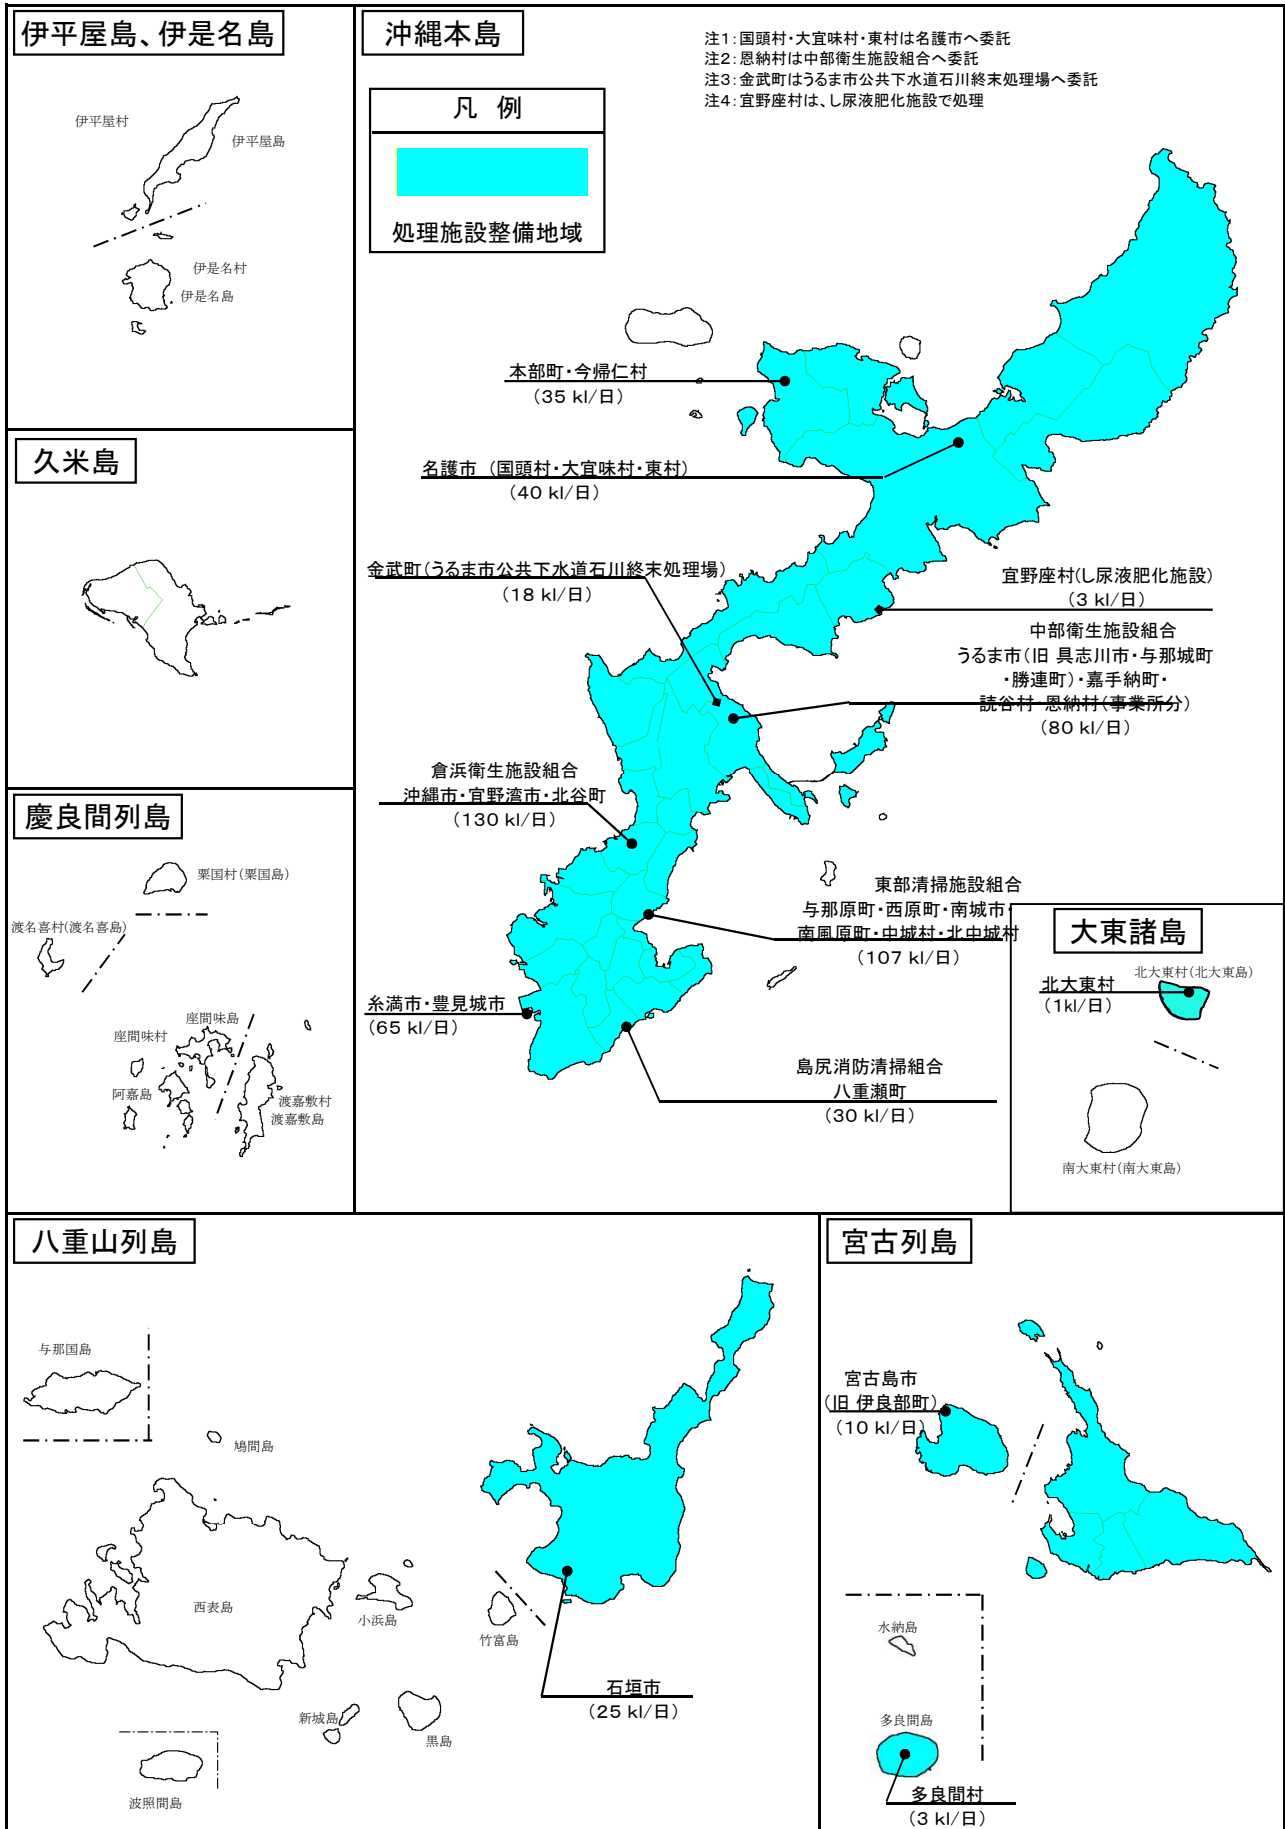 伊平屋島、伊是名島
伊平屋村
伊平屋島
伊是名村
伊是名島
久米島
慶良間列島
粟国村(粟国島)
渡名喜村(渡名喜島)
座間味島
座間味村
阿嘉島
渡嘉敷村
渡嘉敷島
沖縄本島
注1:国頭村・大宜味村・東村は名護市へ委託
注2:恩納村は中部衛生施設組合へ委託
注3:金武町はうるま市公共下水道石川終末処理場へ委託
注4:宜野座村は、し尿液肥化施設で処理
凡 例
処理施設整備地域
本部町・今帰仁村
(35 kl/日)
名護市 (国頭村・大宜味村・東村)
(40 kl/日)
金武町(うるま市公共下水道石川終末処理場)
(18 kl/日)
宜野座村(し尿液肥化施設)
(3 kl/日)
中部衛生施設組合
うるま市(旧 具志川市・与那城町
・勝連町)・嘉手納町・
読谷村・恩納村(事業所分)
(80 kl/日)
倉浜衛生施設組合
沖縄市・宜野湾市・北谷町
(130 kl/日)
東部清掃施設組合
与那原町・西原町・南城市・
南風原町・中城村・北中城村
(107 kl/日)
糸満市・豊見城市
(65 kl/日)
島尻消防清掃組合
八重瀬町
(30 kl/日)
大東諸島
北大東村(北大東島)
北大東村
(1kl/日)
南大東村(南大東島)
八重山列島
与那国島
鳩間島
西表島
小浜島
竹富島
新城島
黒島
波照間島
石垣市
(25 kl/日)
宮古列島
宮古島市
(旧 伊良部町)
(10 kl/日)
水納島
多良間島
多良間村
(3 kl/日)